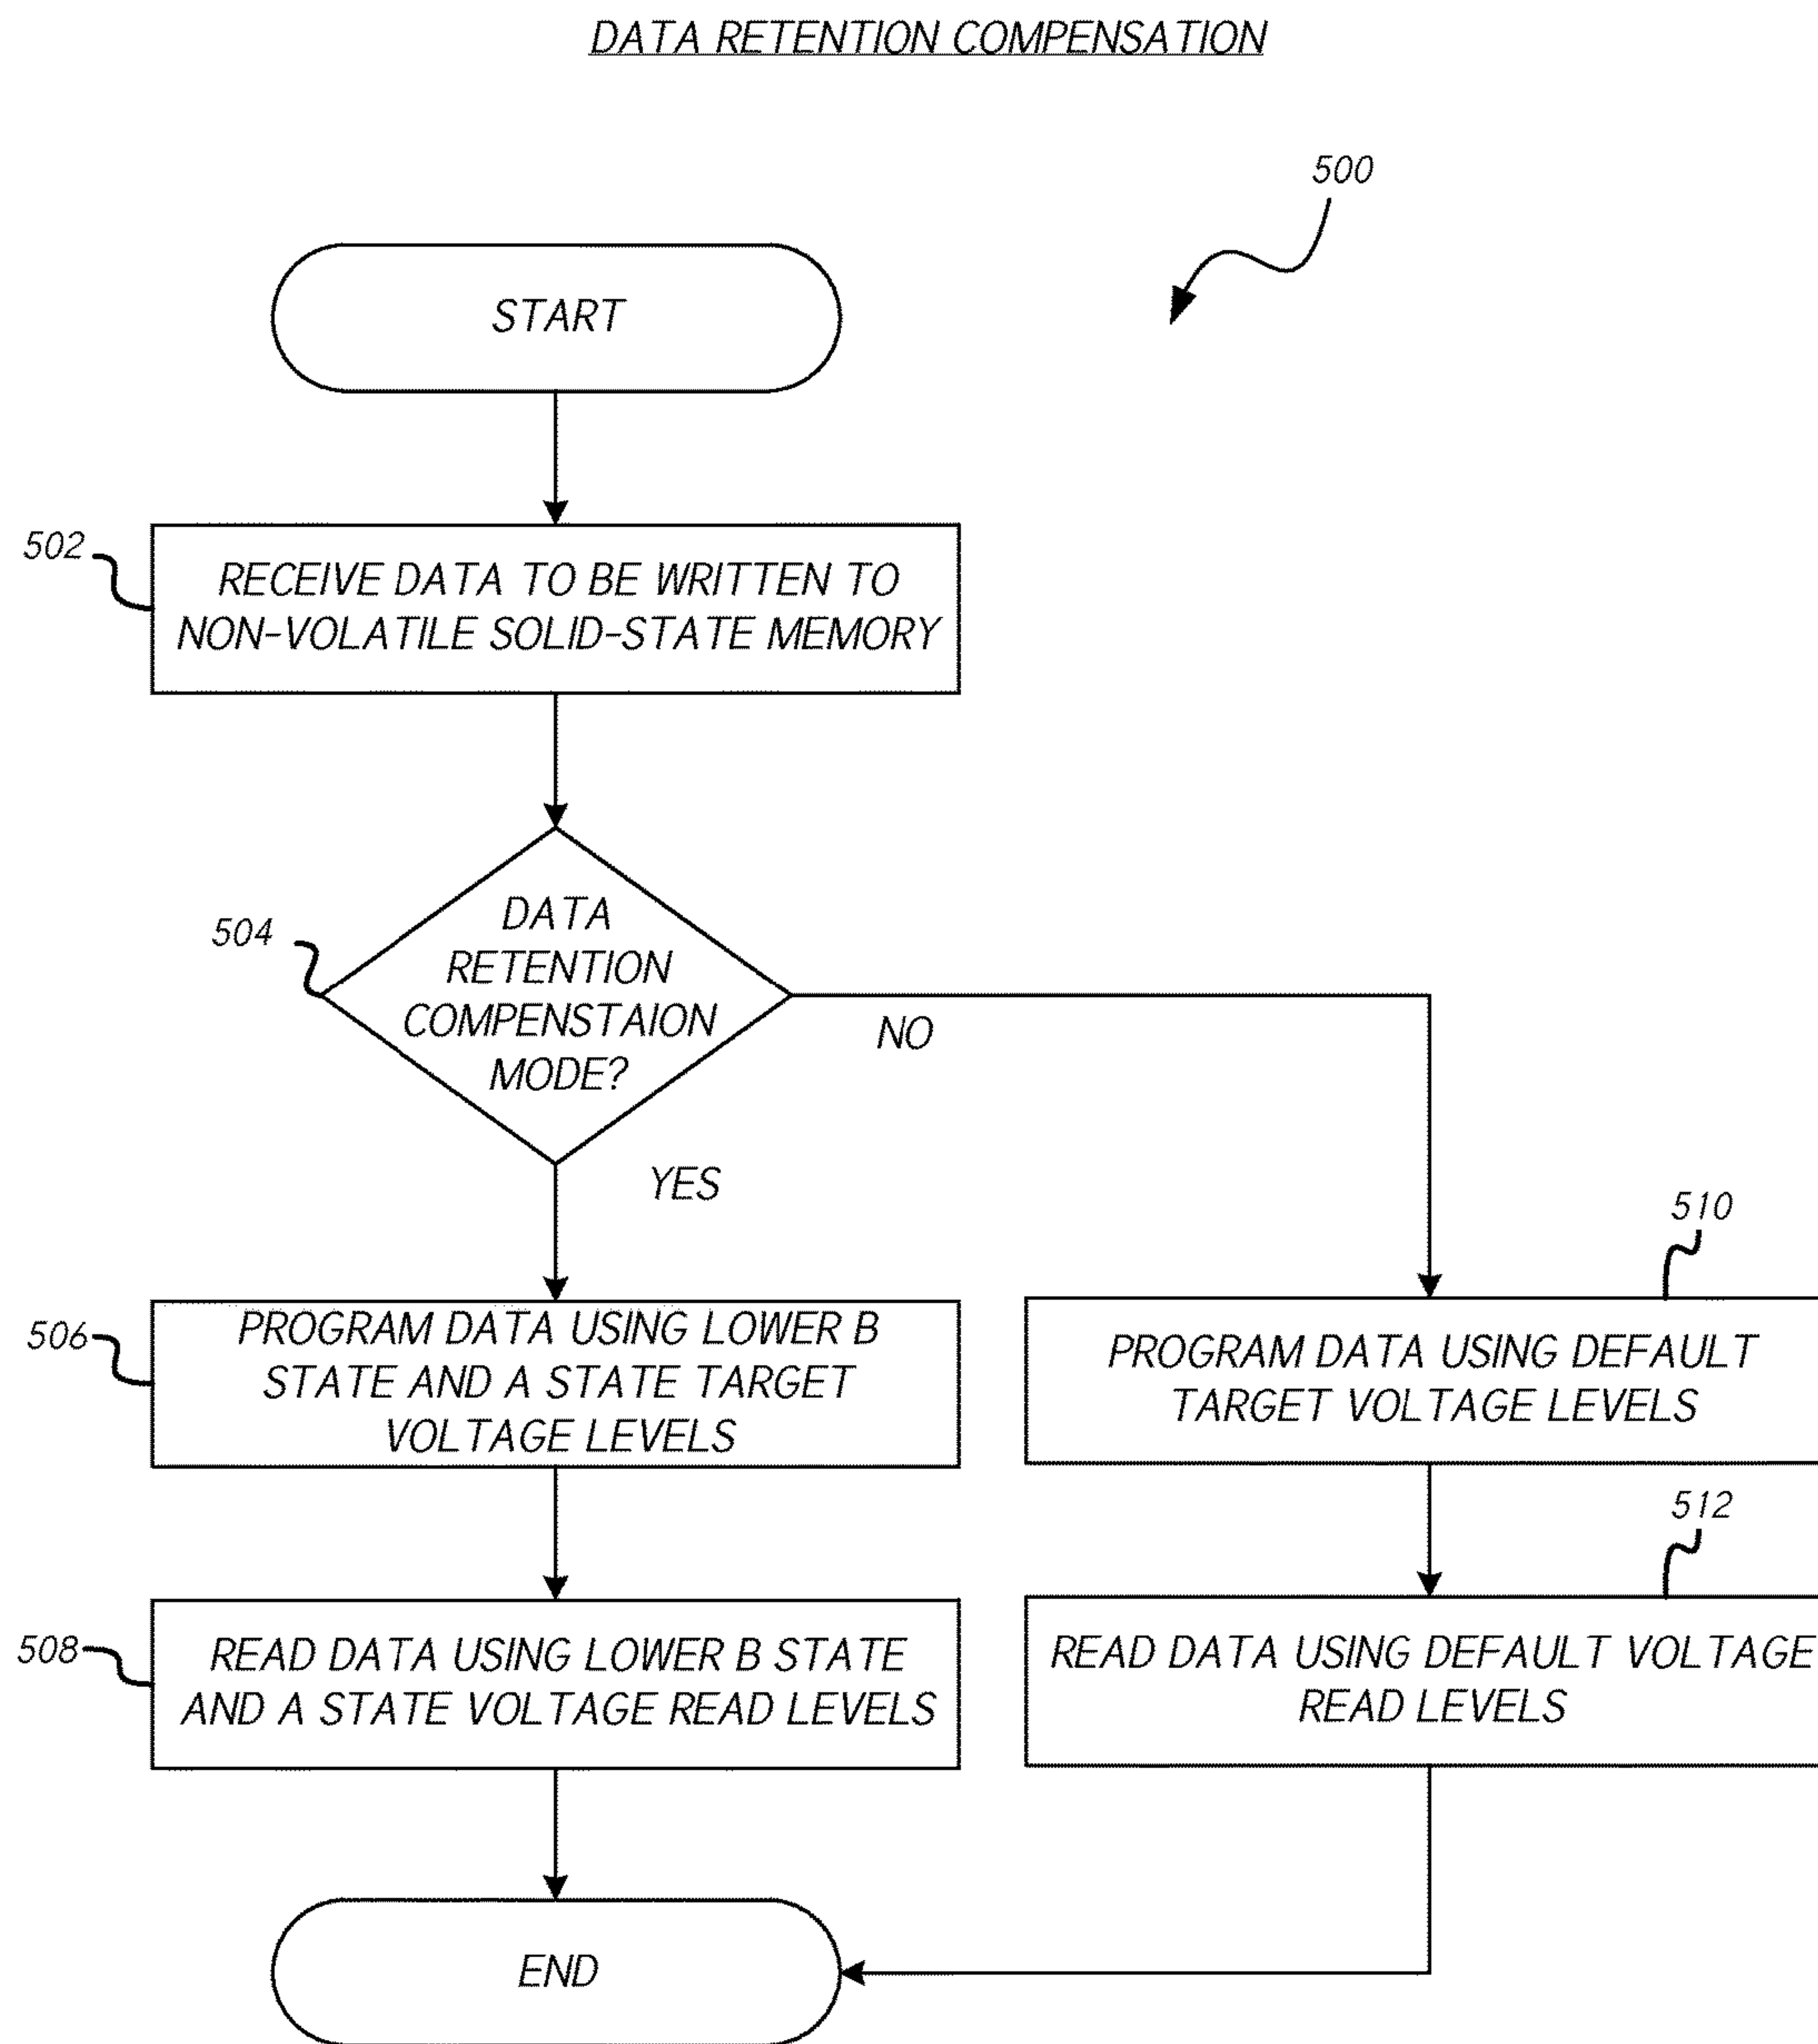 DATA RETENTION COMPENSATION
500
START
502
RECEIVE DATA TO BE WRITTEN TO
NON-VOLATILE SOLID-STATE MEMORY
504
DATA
RETENTION
COMPENSTAION
MODE?
NO
YES
506
PROGRAM DATA USING LOWER B
STATE AND A STATE TARGET
VOLTAGE LEVELS
510
PROGRAM DATA USING DEFAULT
TARGET VOLTAGE LEVELS
508
READ DATA USING LOWER B STATE
AND A STATE VOLTAGE READ LEVELS
512
READ DATA USING DEFAULT VOLTAGE
READ LEVELS
END